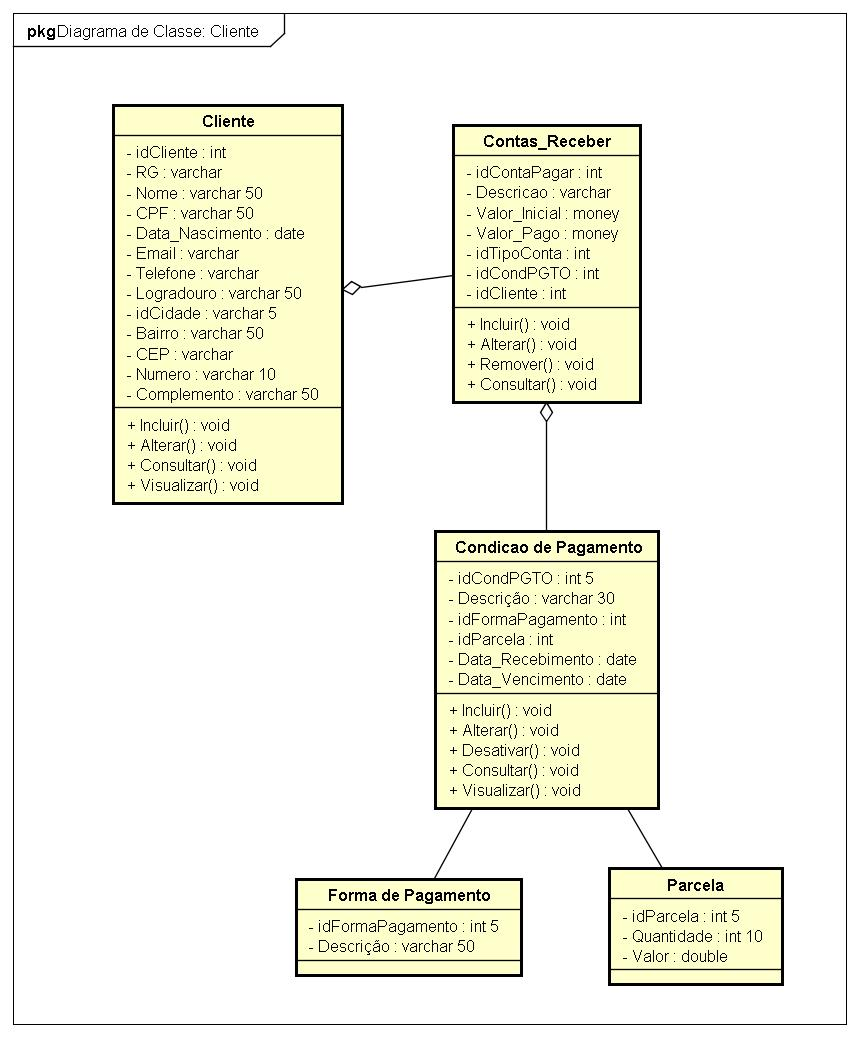 pkg Diagrama de Classe: Cliente
Cliente
- idCliente : int
- RG : varchar
- Nome : varchar 50
- CPF : varchar 50
- Data_Nascimento : date
- Email : varchar
- Telefone : varchar
- Logradouro : varchar 50
- idCidade : varchar 5
- Bairro : varchar 50
- CEP : varchar
- Numero : varchar 10
- Complemento : varchar 50
+ Incluir() : void
+ Alterar() : void
+ Consultar() : void
+ Visualizar() : void
Contas_Receber
- idContaPagar : int
- Descricao : varchar
- Valor_Inicial : money
- Valor_Pago : money
- idTipoConta : int
- idCondPGTO : int
- idCliente : int
+ Incluir() : void
+ Alterar() : void
+ Remover() : void
+ Consultar() : void
Condicao de Pagamento
- idCondPGTO : int 5
- Descrição : varchar 30
- idFormaPagamento : int
- idParcela : int
- Data_Recebimento : date
- Data_Vencimento : date
+ Incluir() : void
+ Alterar() : void
+ Desativar() : void
+ Consultar() : void
+ Visualizar() : void
Forma de Pagamento
- idFormaPagamento : int 5
- Descrição : varchar 50
Parcela
- idParcela : int 5
- Quantidade : int 10
- Valor : double